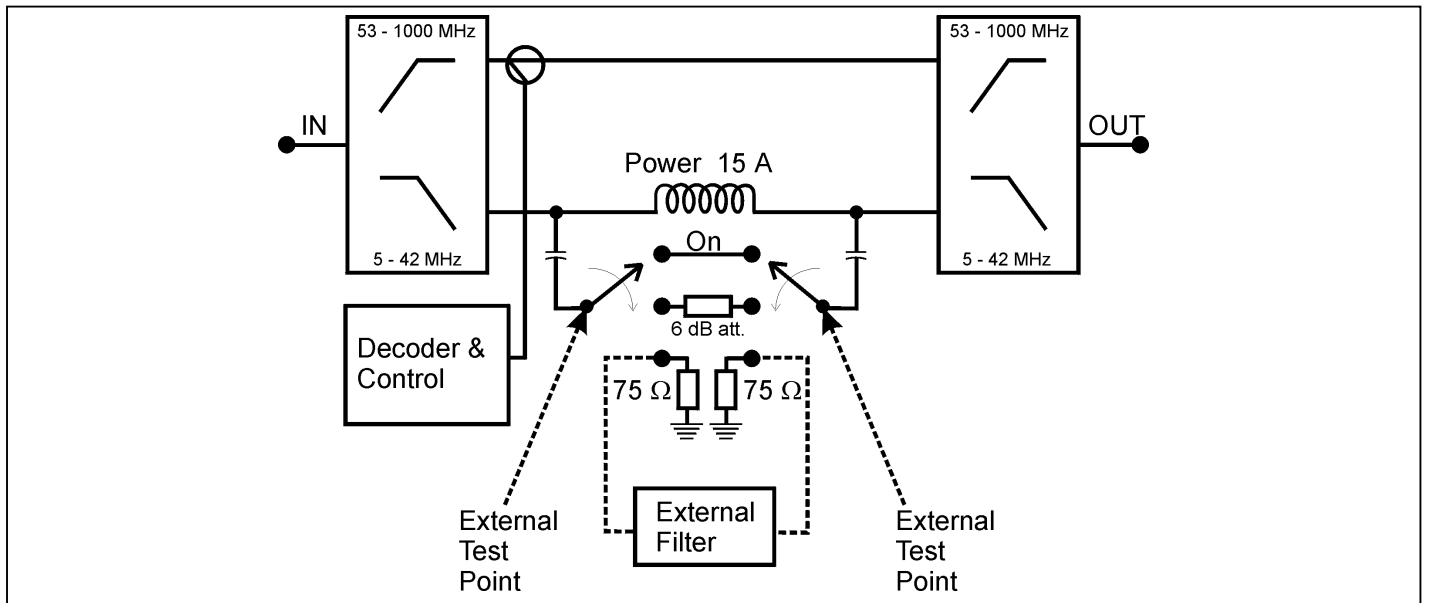 53 - 1000 MHz
53 - 1000 MHz
IN
OUT
Power 15 A
On
5 - 42 MHz
5 - 42 MHz
6 dB att.
Decoder &
Control
75 Ω
75 Ω
External
Test
Point
External
Filter
External
Test
Point